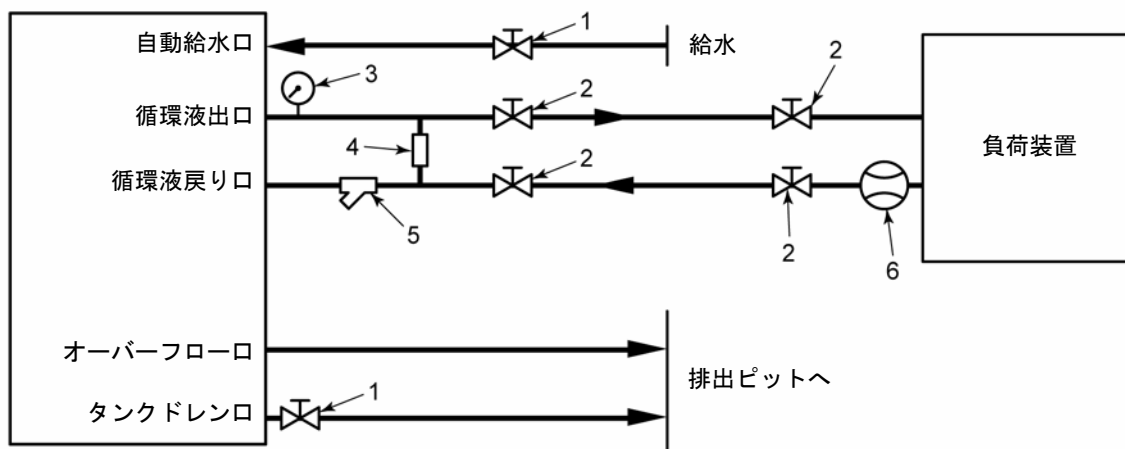 自動給水口
1
給水
3
2
2
循環液出口
4
負荷装置
循環液戻り口
2
5
2
6
オーバーフロー口
排出ピットへ
タンクドレン口
1